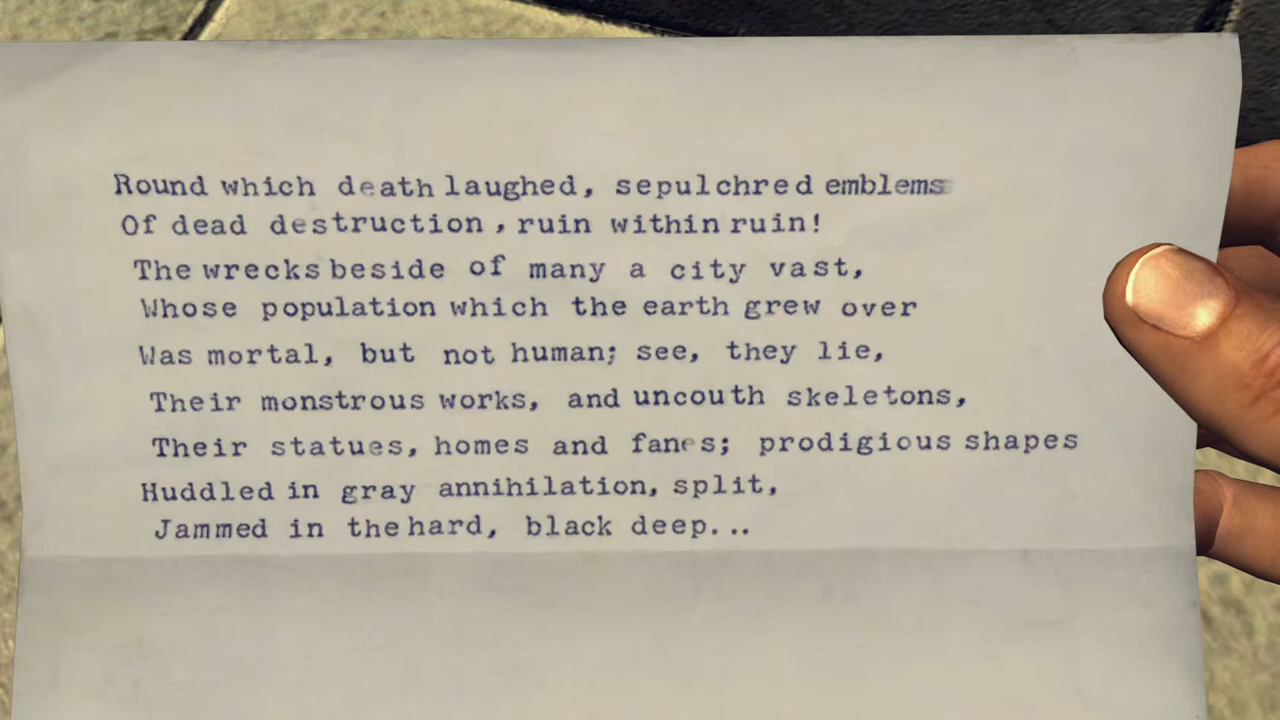 Round which death laughed, sepulchred emblems
Of dead destruction, ruin within ruin!
The wrecks beside of many a city vast,
Whose population which the earth grew over
Was mortal, but not human; see, they lie,
Their monstrous works, and uncouth skeletons,
Their statues, homes and fanes; prodigious shapes
Huddled in gray annihilation, split,
Jammed in the hard, black deep...